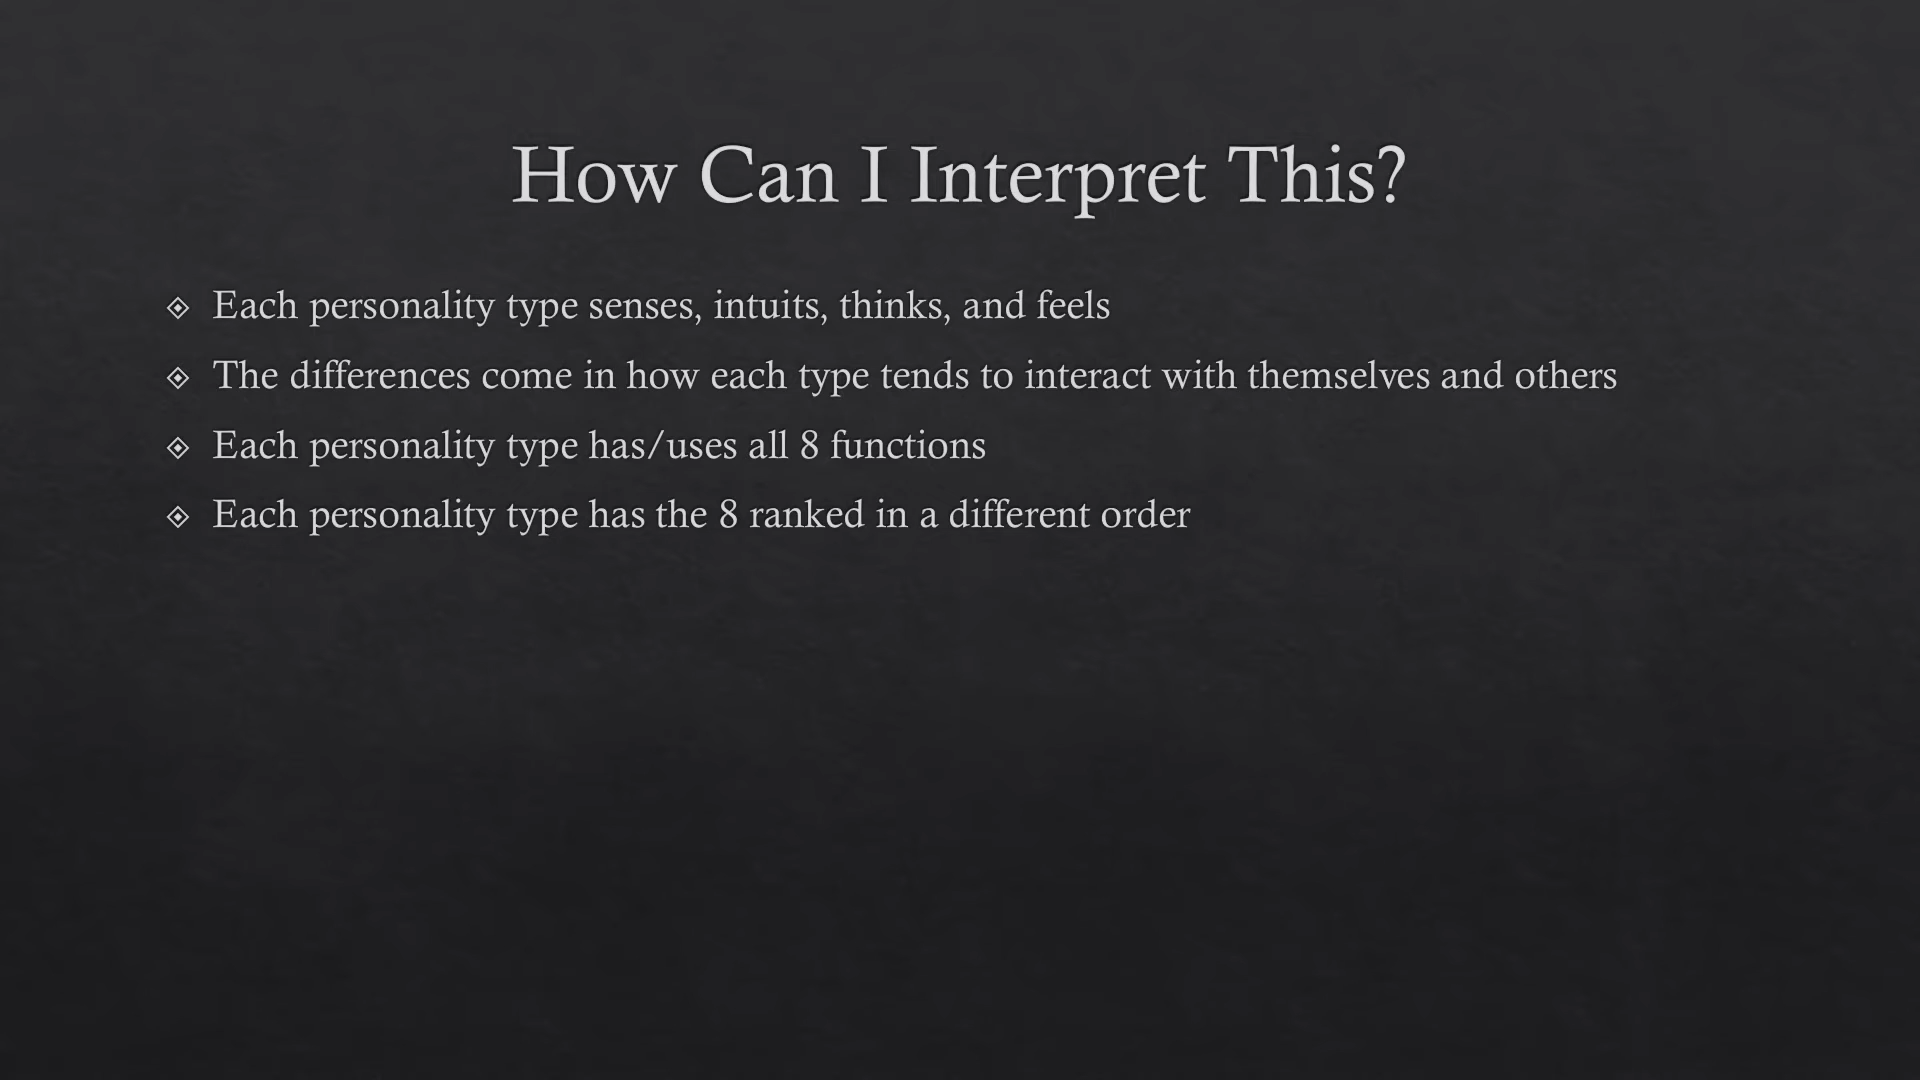 How Can I Interpret This?
Each personality type senses, intuits, thinks, and feels
The differences come in how each type tends to interact with themselves and others
Each personality type has/uses all 8 functions
Each personality type has the 8 ranked in a different order